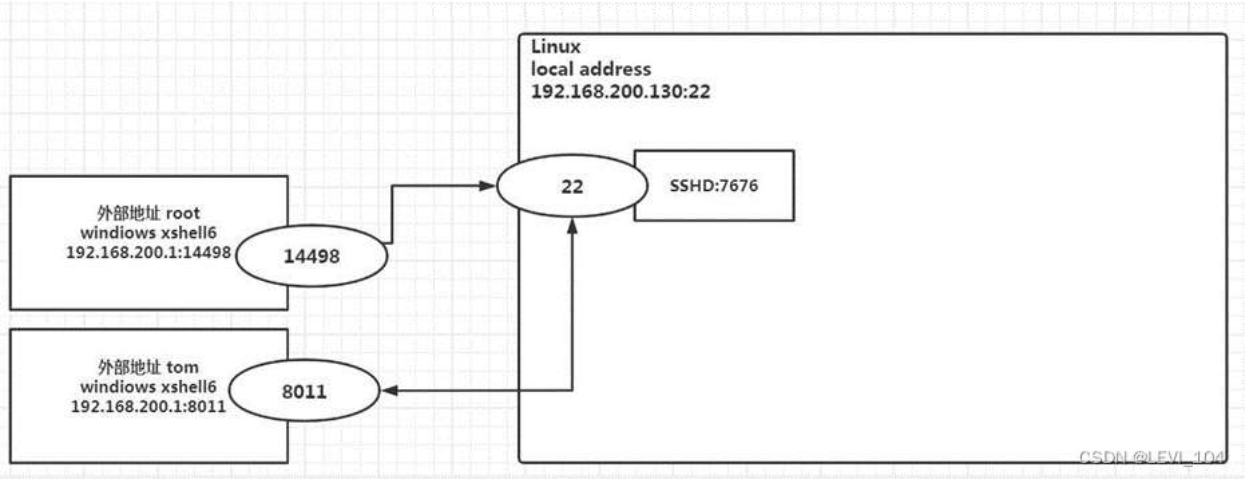 Linux
local address
192.168.200.130:22
22
SSHD:7676
外部地址 root
windiows xshell6
192.168.200.1:14498
14498
外部地址 tom
windiows xshell6
192.168.200.1:8011
8011
CSDN @LEVI_104